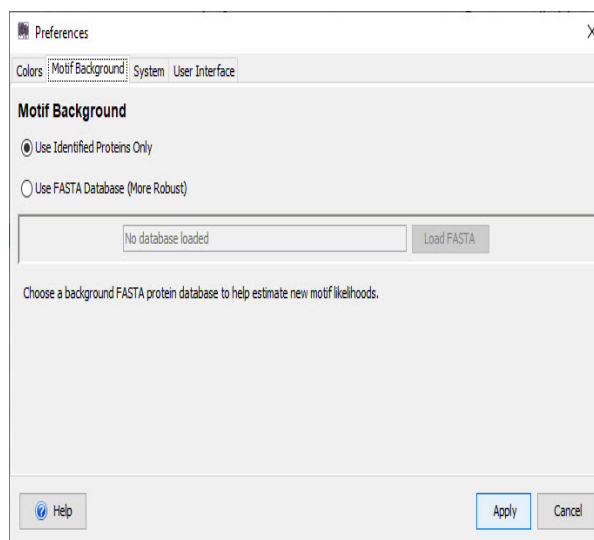 Preferences
Colors Motif Background System User Interface
Motif Background
Use Identified Proteins Only
Use FASTA Database (More Robust)
No database loaded Load FASTA
Choose a background FASTA protein database to help estimate new motif likelihoods.
Help Apply Cancel